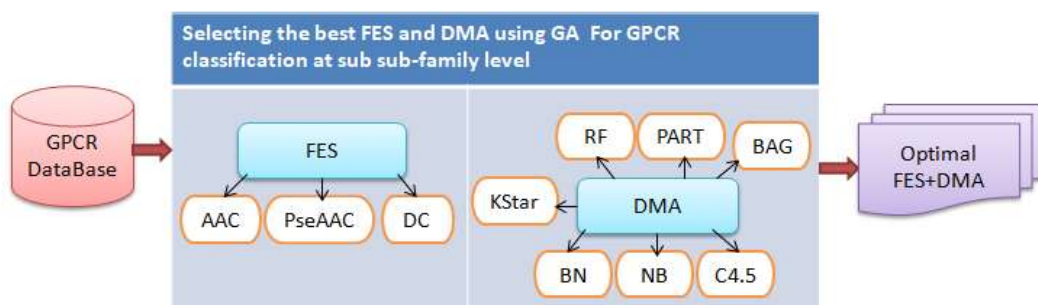 Selecting the best FES and DMA using GA For GPCR
classification at sub sub-family level
GPCR
DataBase
FES
AAC
PseAAC
DC
RF
PART
BAG
KStar
DMA
BN
NB
C4.5
Optimal
FES+DMA